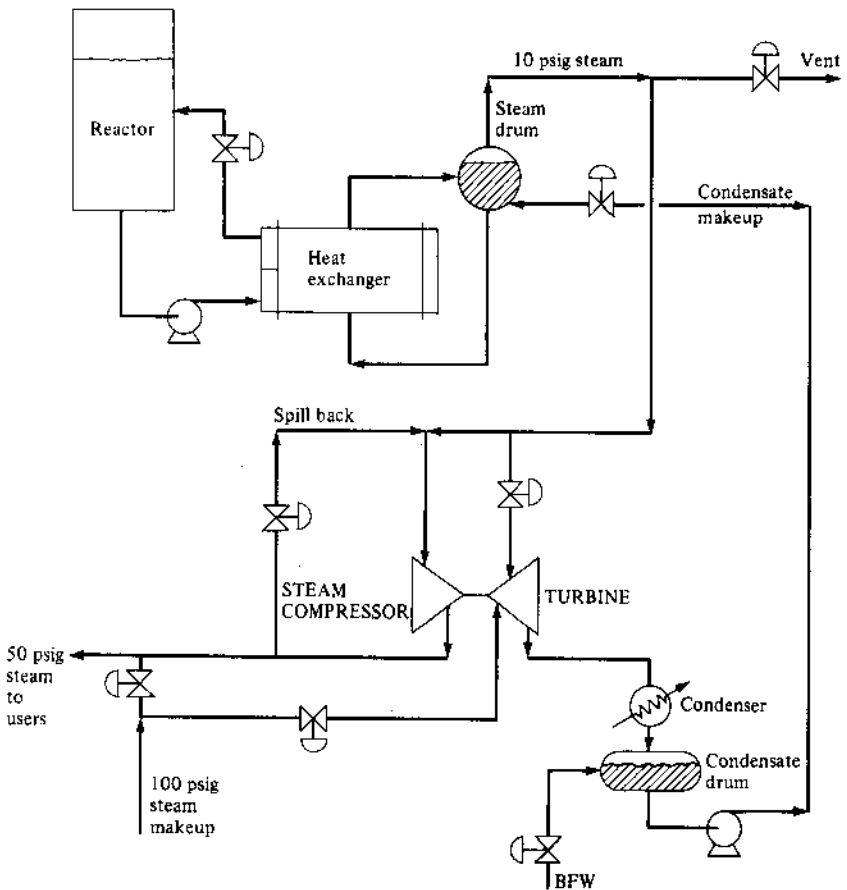 10 psig steam
Vent
Steam
drum
Reactor
Condensate
makeup
Heat
exchanger
Spill back
STEAM
COMPRESSOR
TURBINE
50 psig
steam
to
users
Condenser
Condensate
drum
100 psig
steam
makeup
BFW